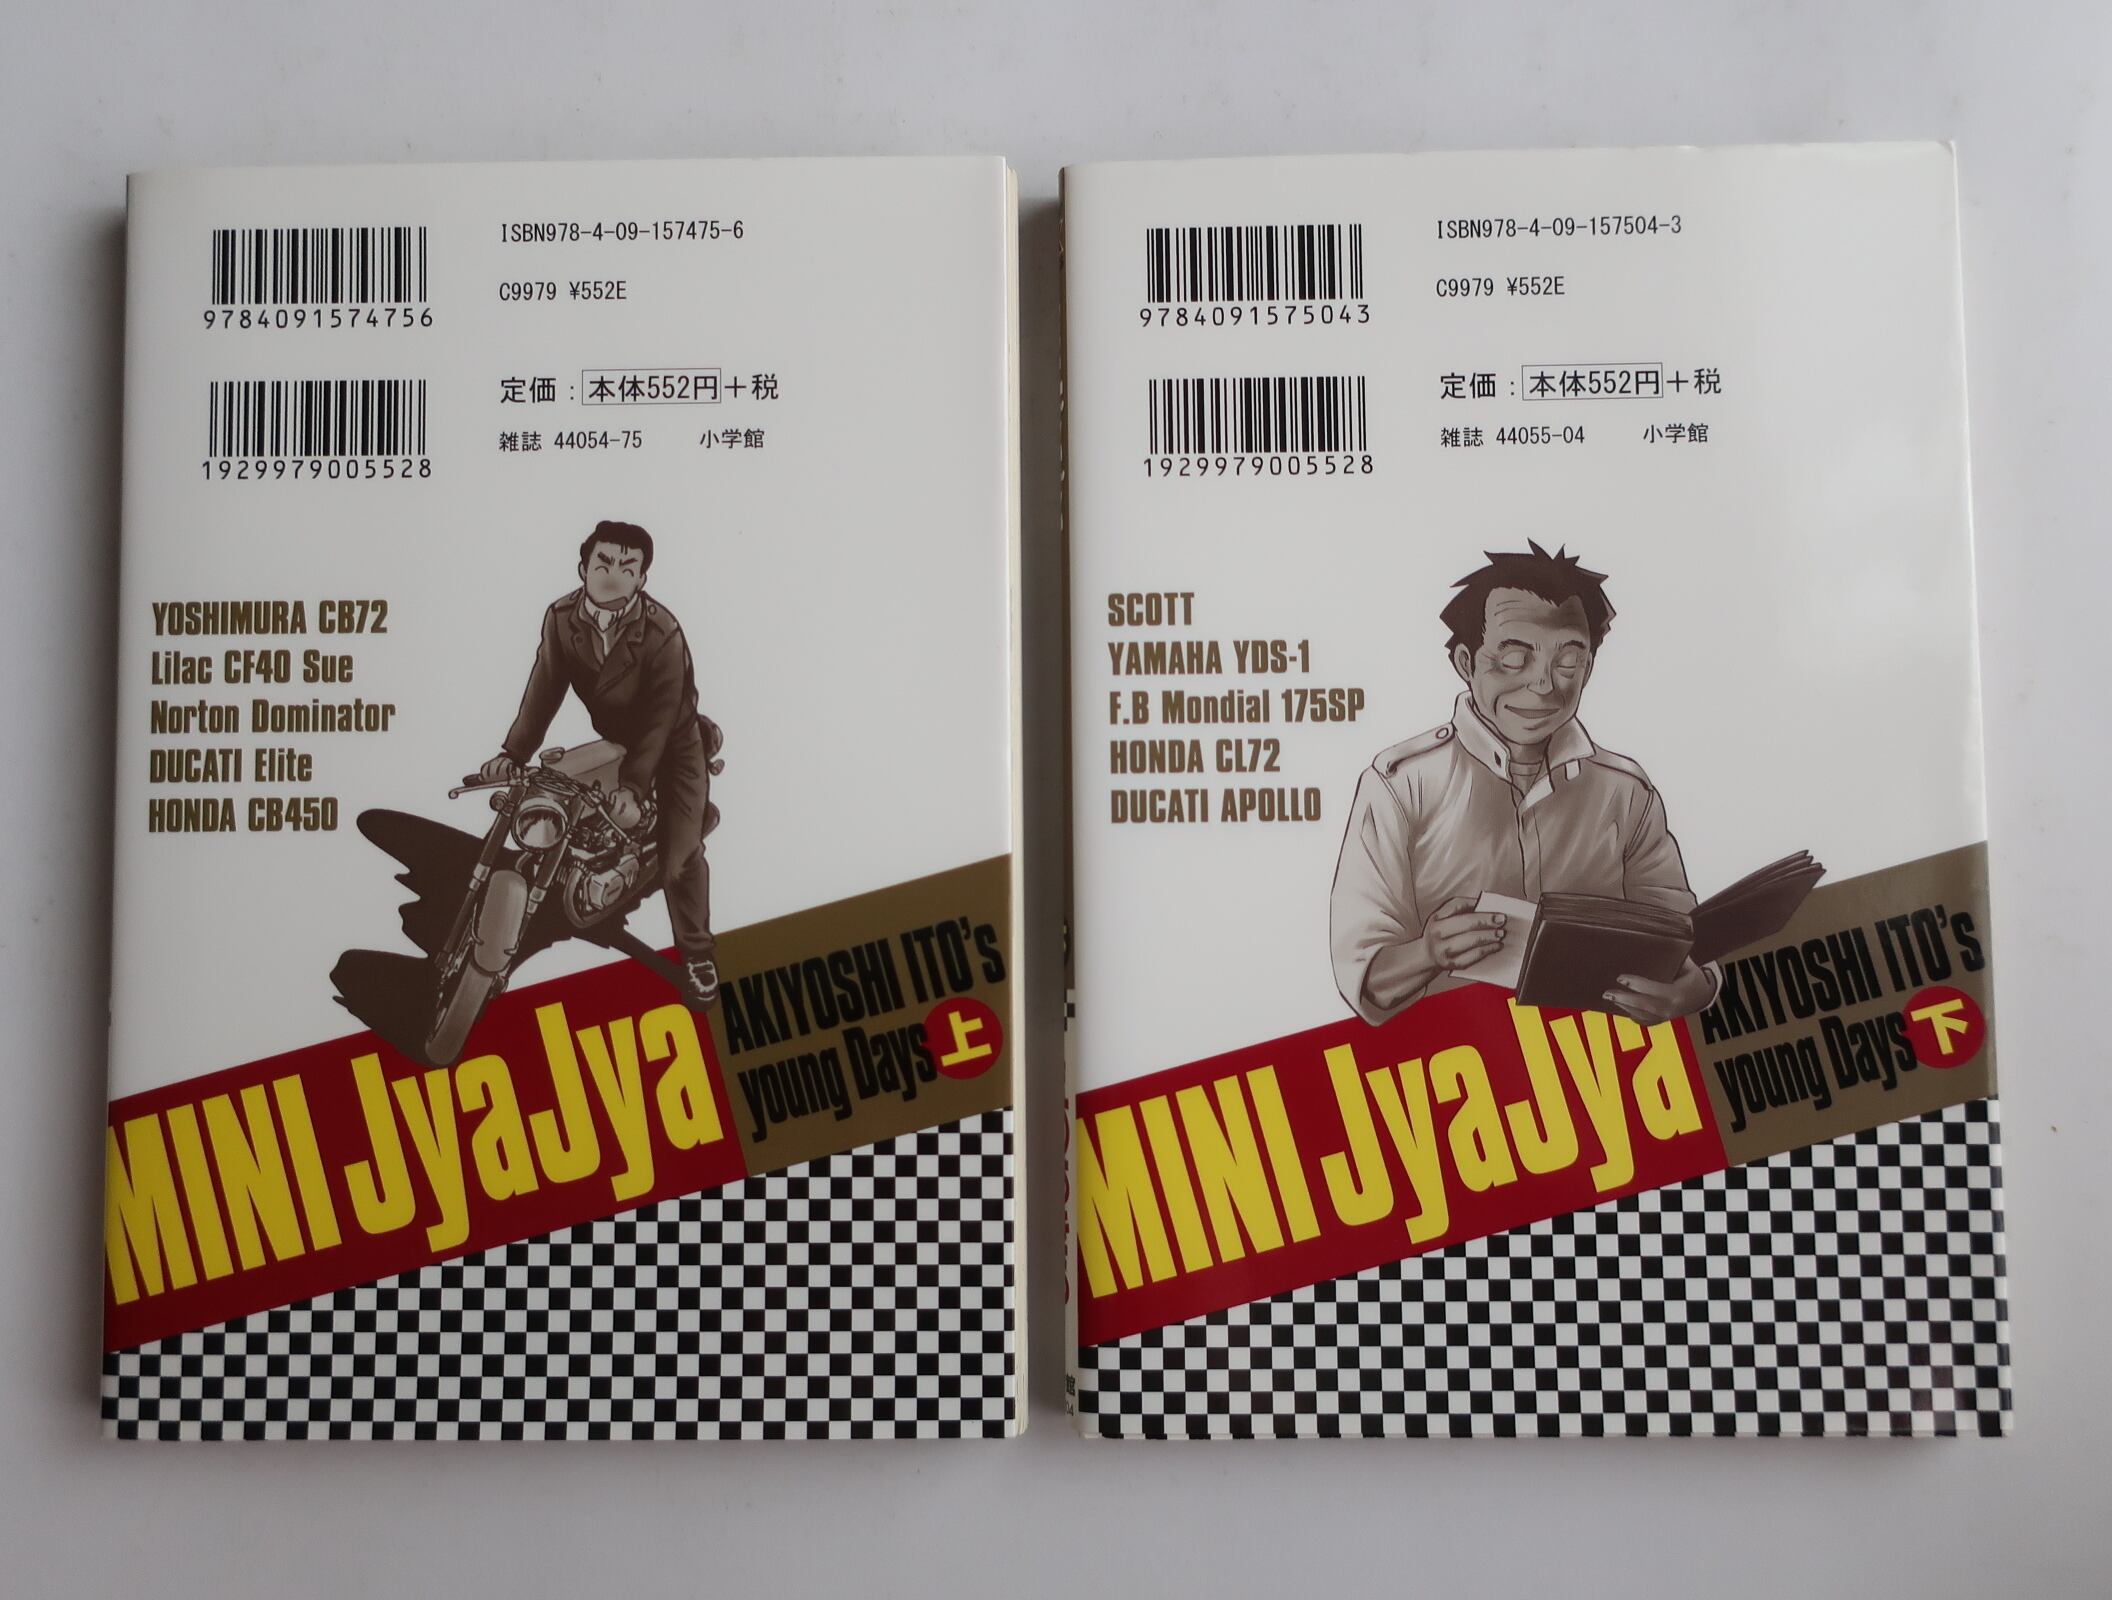 ISBN978-4-09-157475-6
9784091574756
C9979 ¥552E
定価：本体552円+税
1929979005528
雑誌 44054-75 小学館
YOSHIMURA CB72
Lilac CF40 Sue
Norton Dominator
DUCATI Elite
HONDA CB450
MINI JyaJya
AKIYOSHI ITO's
young Days
上
ISBN978-4-09-157504-3
9784091575043
C9979 ¥552E
定価：本体552円+税
1929979005528
雑誌 44055-04 小学館
SCOTT
YAMAHA YDS-1
F.B Mondial 175SP
HONDA CL72
DUCATI APOLLO
MINI JyaJya
AKIYOSHI ITO's
young Days
下
館
04